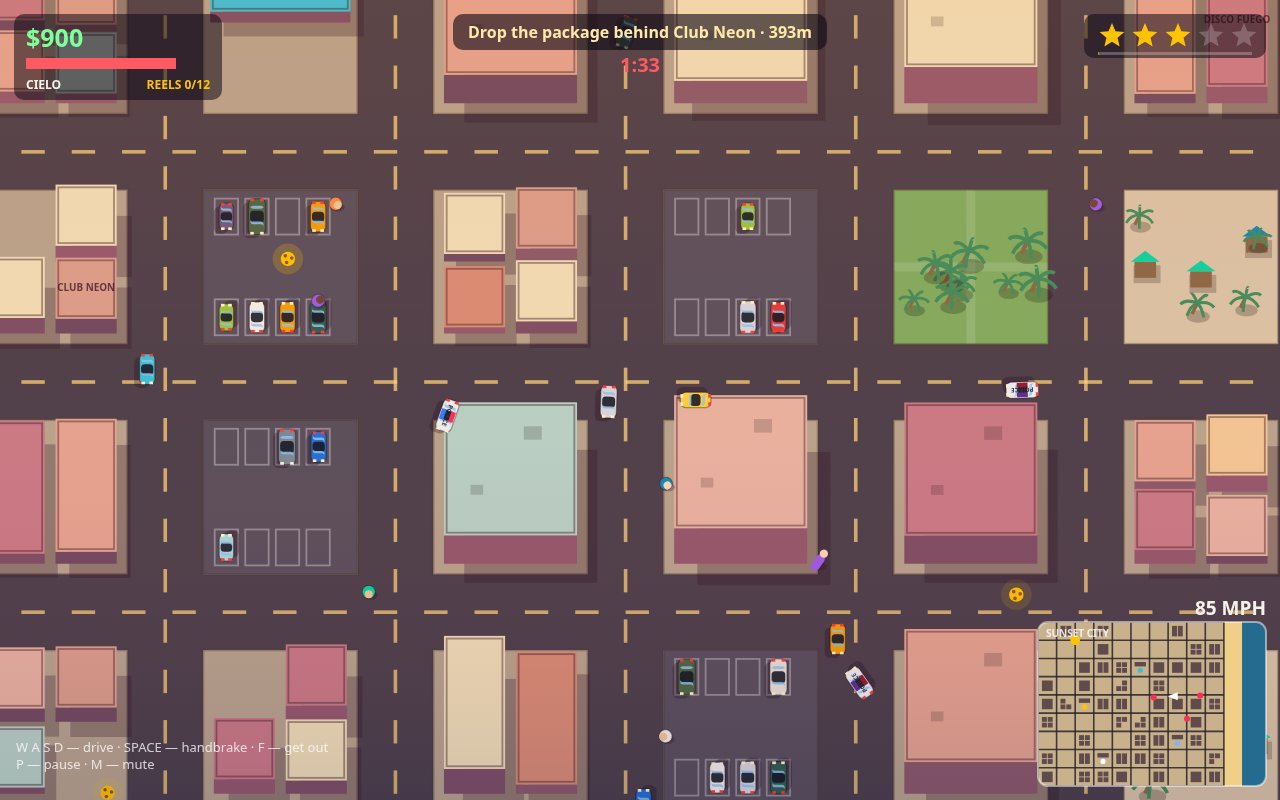 $900
CIELO REELS 0/12
Drop the package behind Club Neon · 393m
1:33
DISCO FUEGO
CLUB NEON
POLICE
85 MPH
SUNSET CITY
W A S D — drive · SPACE — handbrake · F — get out
P — pause · M — mute